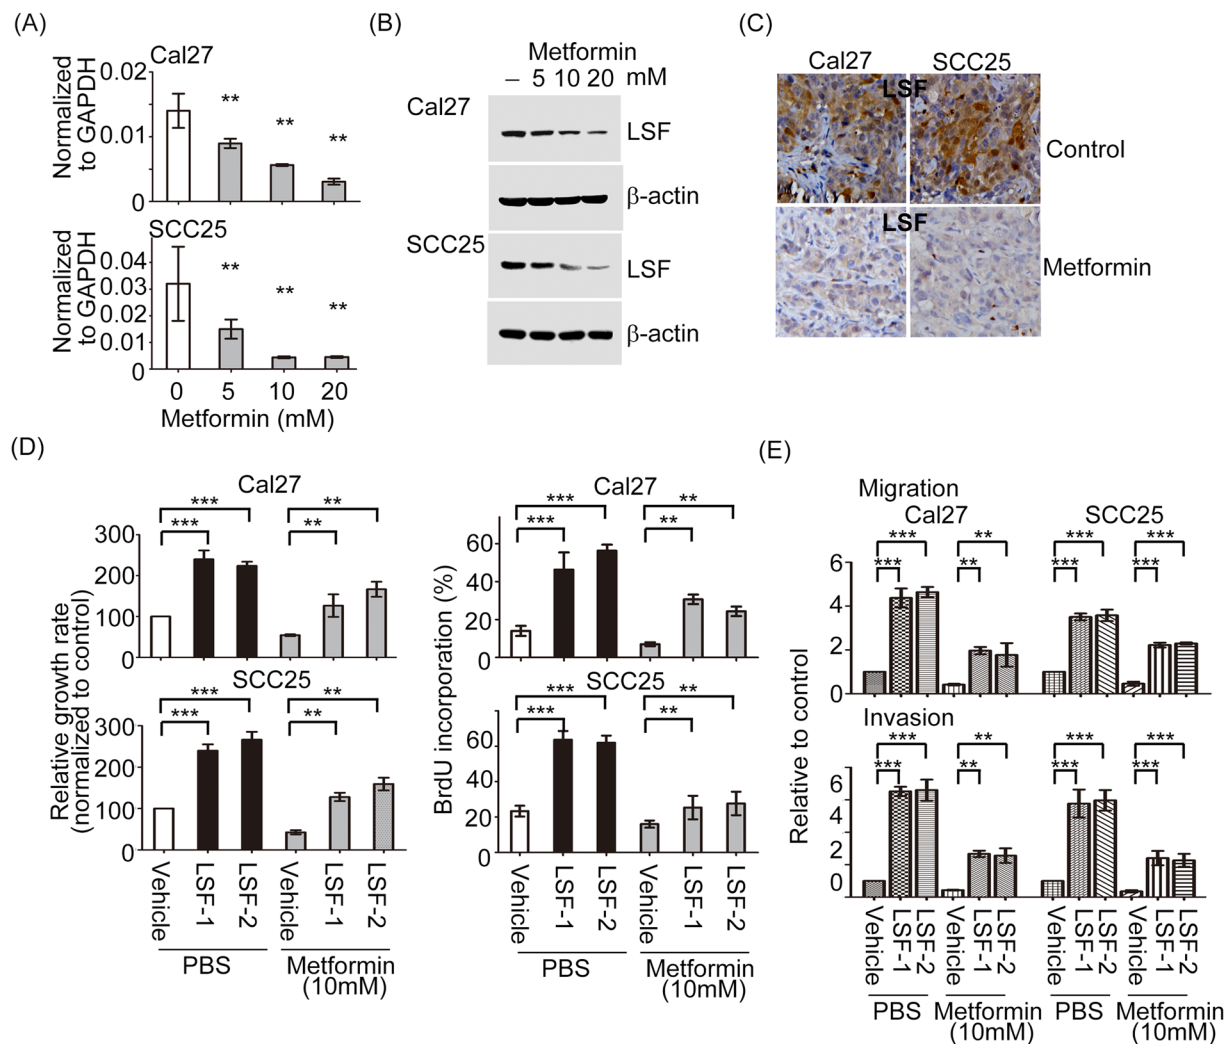 (A)
Cal27
Normalized
to GAPDH
0.02
0.01
0
** ** **
SCC25
Normalized
to GAPDH
0.04
0.03
0.02
0.01
0
** ** **
0 5 10 20
Metformin (mM)
(B)
Metformin
– 5 10 20 mM
Cal27
LSF
β-actin
SCC25
LSF
β-actin
(C)
Cal27 SCC25
LSF
Control
LSF
Metformin
(D)
Relative growth rate
(normalized to control)
Cal27
*** **
*** **
300
200
100
0
SCC25
*** **
*** **
300
200
100
0
Vehicle LSF-1 LSF-2 Vehicle LSF-1 LSF-2
PBS Metformin
(10mM)
BrdU incorporation (%)
Cal27
*** **
*** **
60
40
20
0
SCC25
*** **
*** **
60
40
20
0
Vehicle LSF-1 LSF-2 Vehicle LSF-1 LSF-2
PBS Metformin
(10mM)
(E)
Relative to control
Migration
Cal27 SCC25
*** ** *** ***
*** ** *** ***
6
4
2
0
Invasion
*** ** *** ***
*** ** *** ***
6
4
2
0
Vehicle LSF-1 LSF-2 Vehicle LSF-1 LSF-2 Vehicle LSF-1 LSF-2 Vehicle LSF-1 LSF-2
PBS Metformin PBS Metformin
(10mM) (10mM)